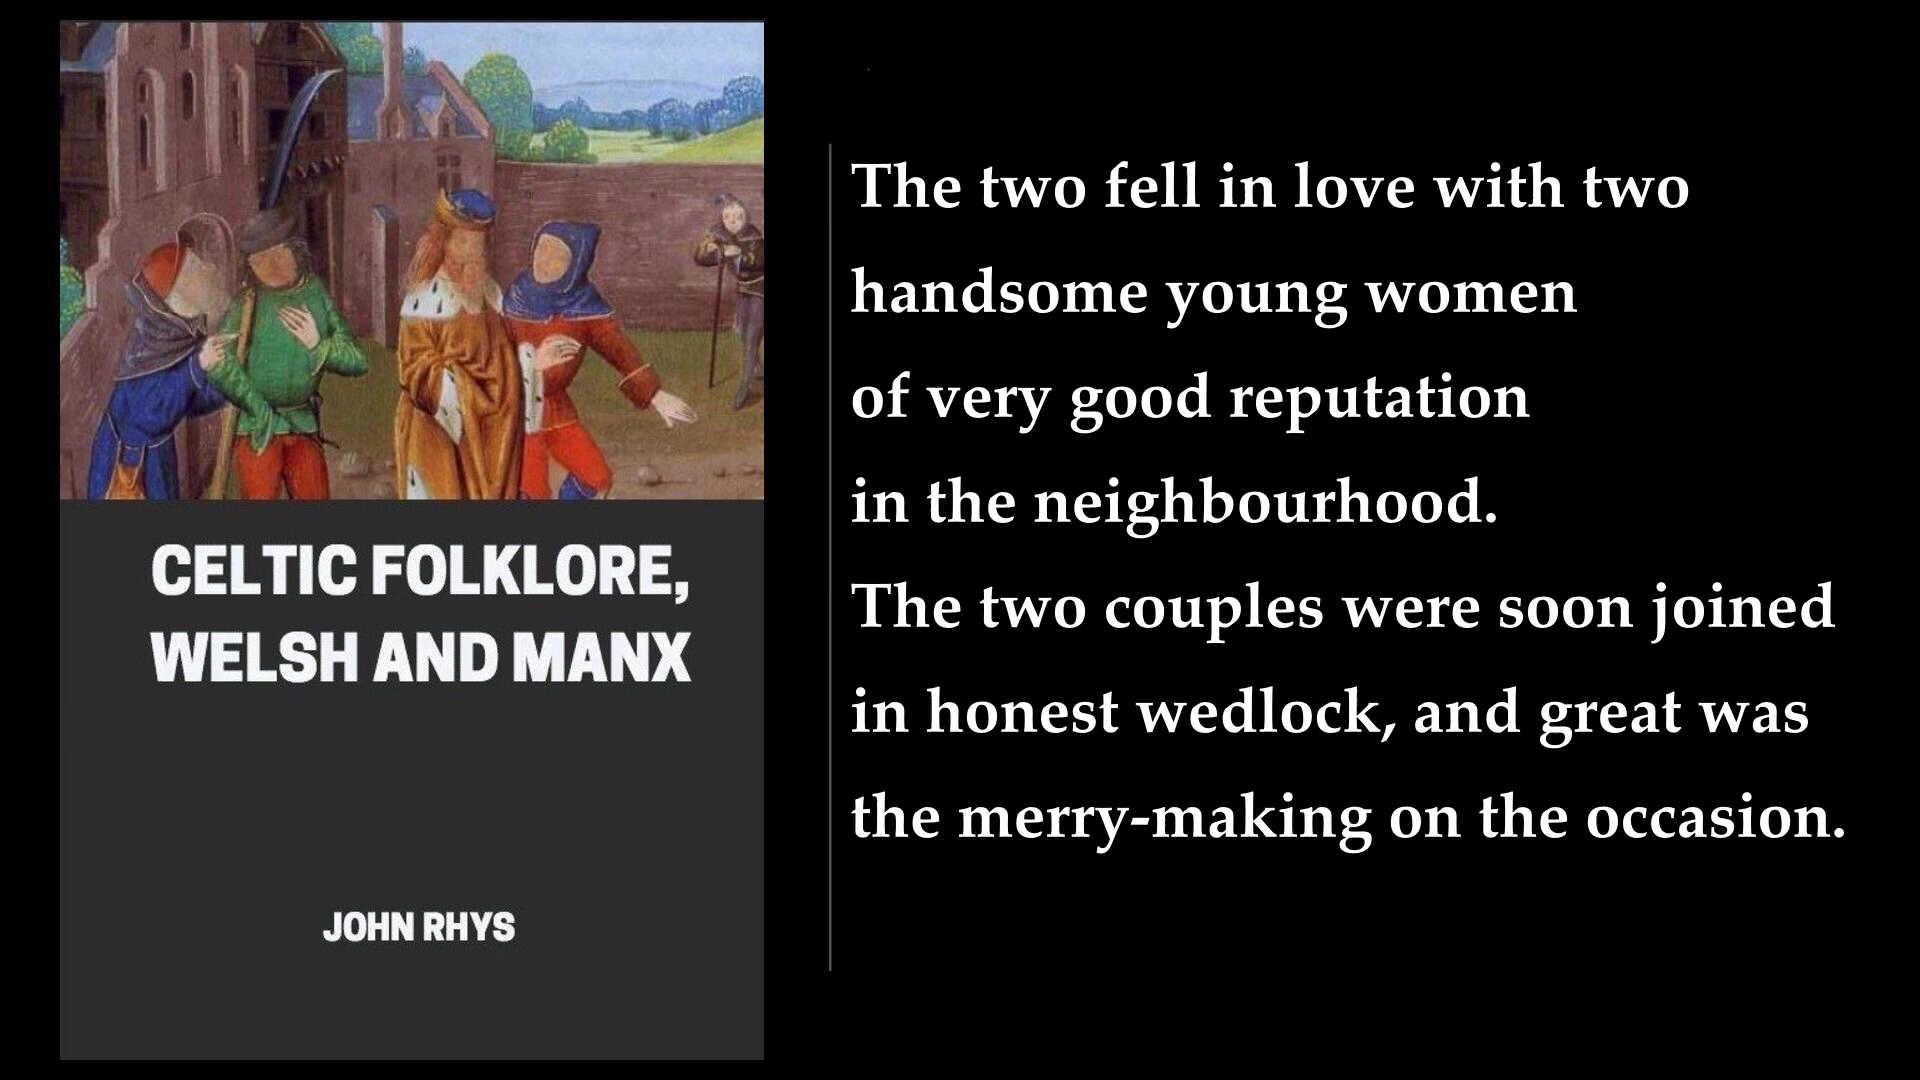 CELTIC FOLKLORE,
WELSH AND MANX
JOHN RHYS
The two fell in love with two
handsome young women
of very good reputation
in the neighbourhood.
The two couples were soon joined
in honest wedlock, and great was
the merry-making on the occasion.